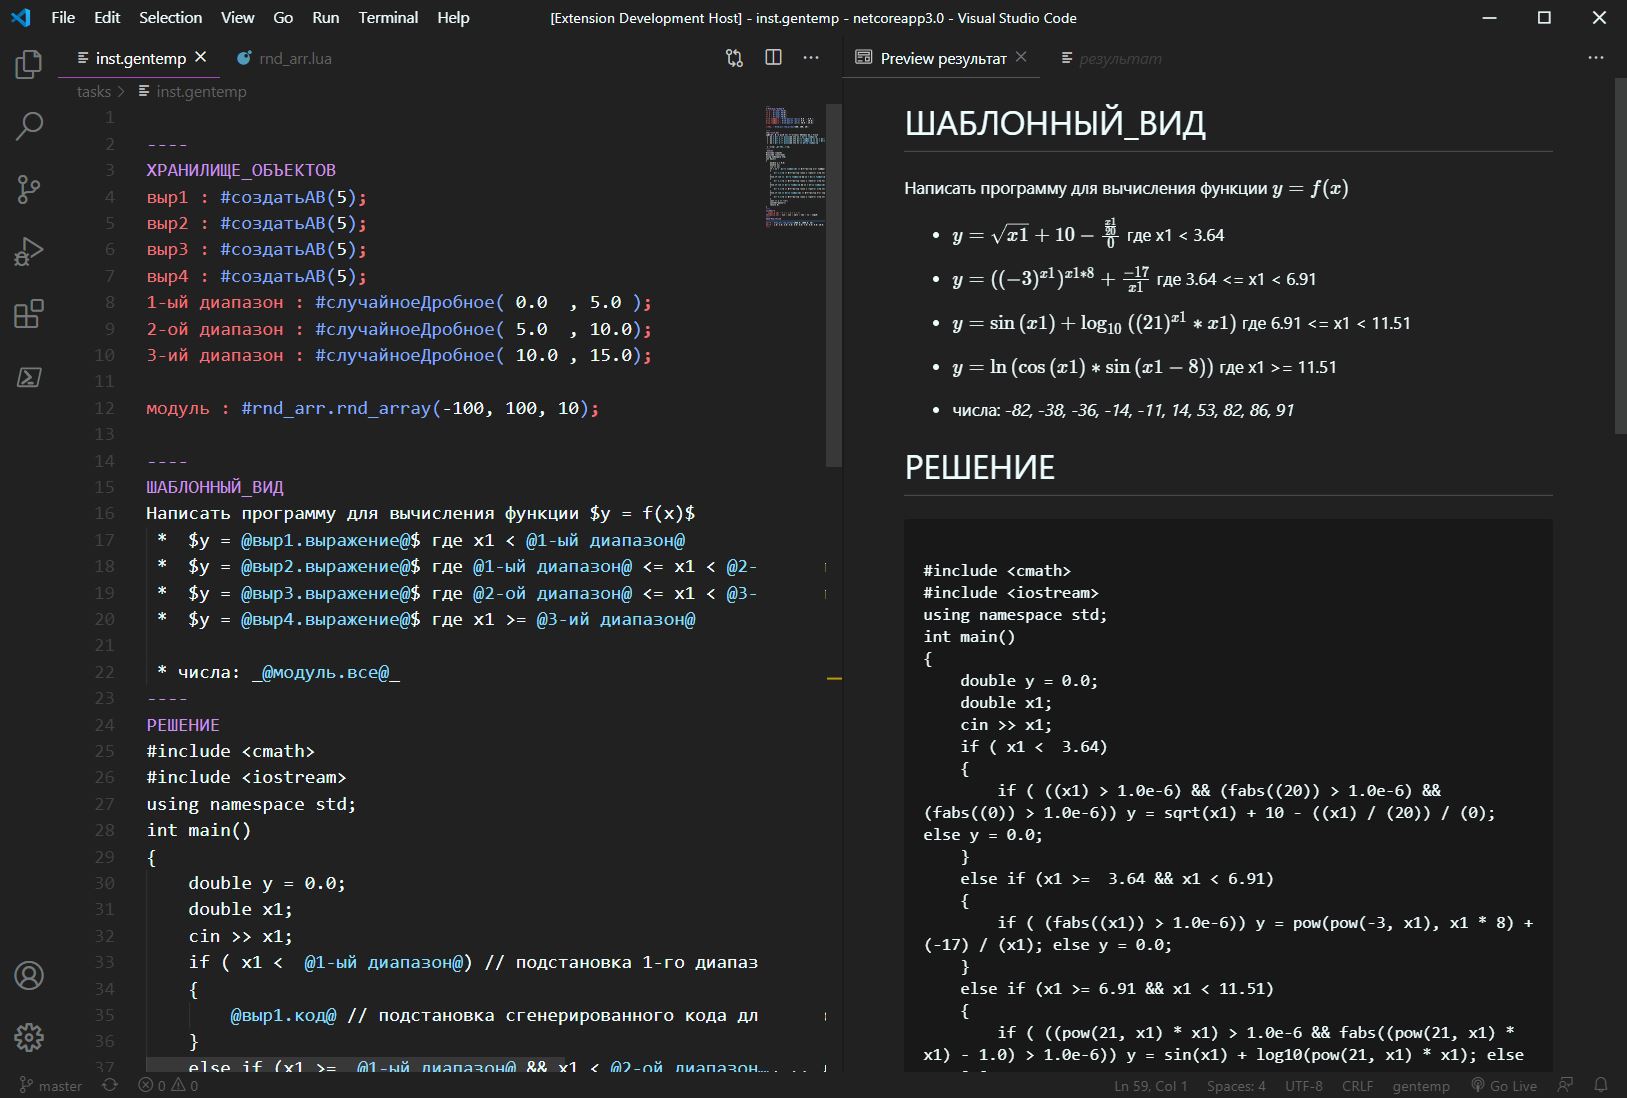 File Edit Selection View Go Run Terminal Help [Extension Development Host] - inst.gentemp - netcoreapp3.0 - Visual Studio Code
inst.gentemp rnd_arr.lua
tasks > inst.gentemp
1
2 ----
3 ХРАНИЛИЩЕ_ОБЪЕКТОВ
4 выр1 : #создатьАВ(5);
5 выр2 : #создатьАВ(5);
6 выр3 : #создатьАВ(5);
7 выр4 : #создатьАВ(5);
8 1-ый диапазон : #случайноеДробное( 0.0  , 5.0 );
9 2-ой диапазон : #случайноеДробное( 5.0  , 10.0);
10 3-ий диапазон : #случайноеДробное( 10.0 , 15.0);
11
12 модуль : #rnd_arr.rnd_array(-100, 100, 10);
13
14 ----
15 ШАБЛОННЫЙ_ВИД
16 Написать программу для вычисления функции $y = f(x)$
17  *  $y = @выр1.выражение@$ где x1 < @1-ый диапазон@
18  *  $y = @выр2.выражение@$ где @1-ый диапазон@ <= x1 < @2-
19  *  $y = @выр3.выражение@$ где @2-ой диапазон@ <= x1 < @3-
20  *  $y = @выр4.выражение@$ где x1 >= @3-ий диапазон@
21
22  * числа: _@модуль.все@_
23 ----
24 РЕШЕНИЕ
25 #include <cmath>
26 #include <iostream>
27 using namespace std;
28 int main()
29 {
30     double y = 0.0;
31     double x1;
32     cin >> x1;
33     if ( x1 <  @1-ый диапазон@) // подстановка 1-го диапаз
34     {
35         @выр1.код@ // подстановка сгенерированного кода дл
36     }
37     else if (x1 >=  @1-ый диапазон@ && x1 < @2-ой диапазон…
Preview результат результат
ШАБЛОННЫЙ_ВИД
Написать программу для вычисления функции y = f(x)
• y = √x1 + 10 − ((x1/20)/0) где x1 < 3.64
• y = ((−3)^x1)^x1∗8 + −17/x1 где 3.64 <= x1 < 6.91
• y = sin (x1) + log10 ((21)^x1 ∗ x1) где 6.91 <= x1 < 11.51
• y = ln (cos (x1) ∗ sin (x1 − 8)) где x1 >= 11.51
• числа: -82, -38, -36, -14, -11, 14, 53, 82, 86, 91
РЕШЕНИЕ
#include <cmath>
#include <iostream>
using namespace std;
int main()
{
    double y = 0.0;
    double x1;
    cin >> x1;
    if ( x1 <  3.64)
    {
        if ( ((x1) > 1.0e-6) && (fabs((20)) > 1.0e-6) &&
(fabs((0)) > 1.0e-6)) y = sqrt(x1) + 10 - ((x1) / (20)) / (0);
else y = 0.0;
    }
    else if (x1 >=  3.64 && x1 < 6.91)
    {
        if ( (fabs((x1)) > 1.0e-6)) y = pow(pow(-3, x1), x1 * 8) +
(-17) / (x1); else y = 0.0;
    }
    else if (x1 >= 6.91 && x1 < 11.51)
    {
        if ( ((pow(21, x1) * x1) > 1.0e-6 && fabs((pow(21, x1) *
x1) - 1.0) > 1.0e-6)) y = sin(x1) + log10(pow(21, x1) * x1); else
master 0 0 Ln 59, Col 1 Spaces: 4 UTF-8 CRLF gentemp Go Live